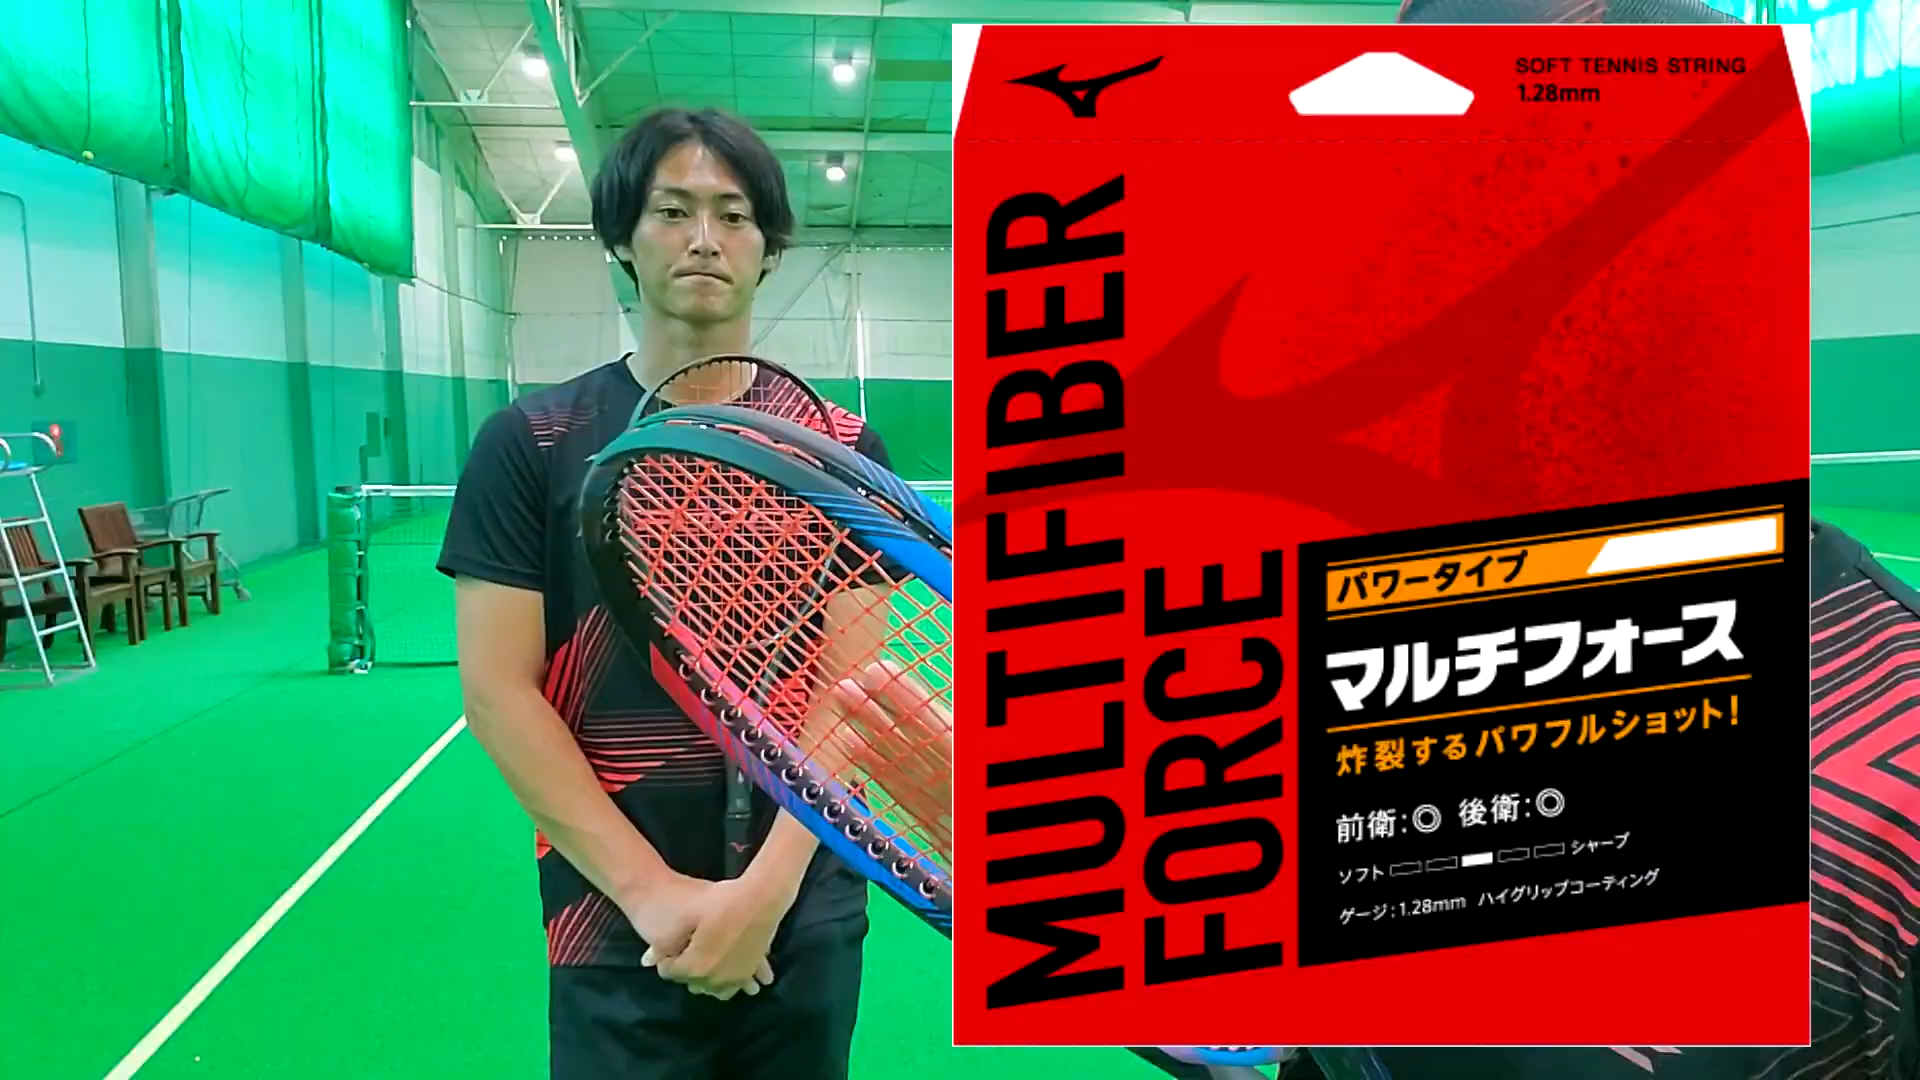 SOFT TENNIS STRING
1.28mm
MULTIFIBER
FORCE
パワータイプ
マルチフォース
炸裂するパワフルショット!
前衛:◎ 後衛:◎
ソフト シャープ
ゲージ:1.28mm ハイグリップコーティング